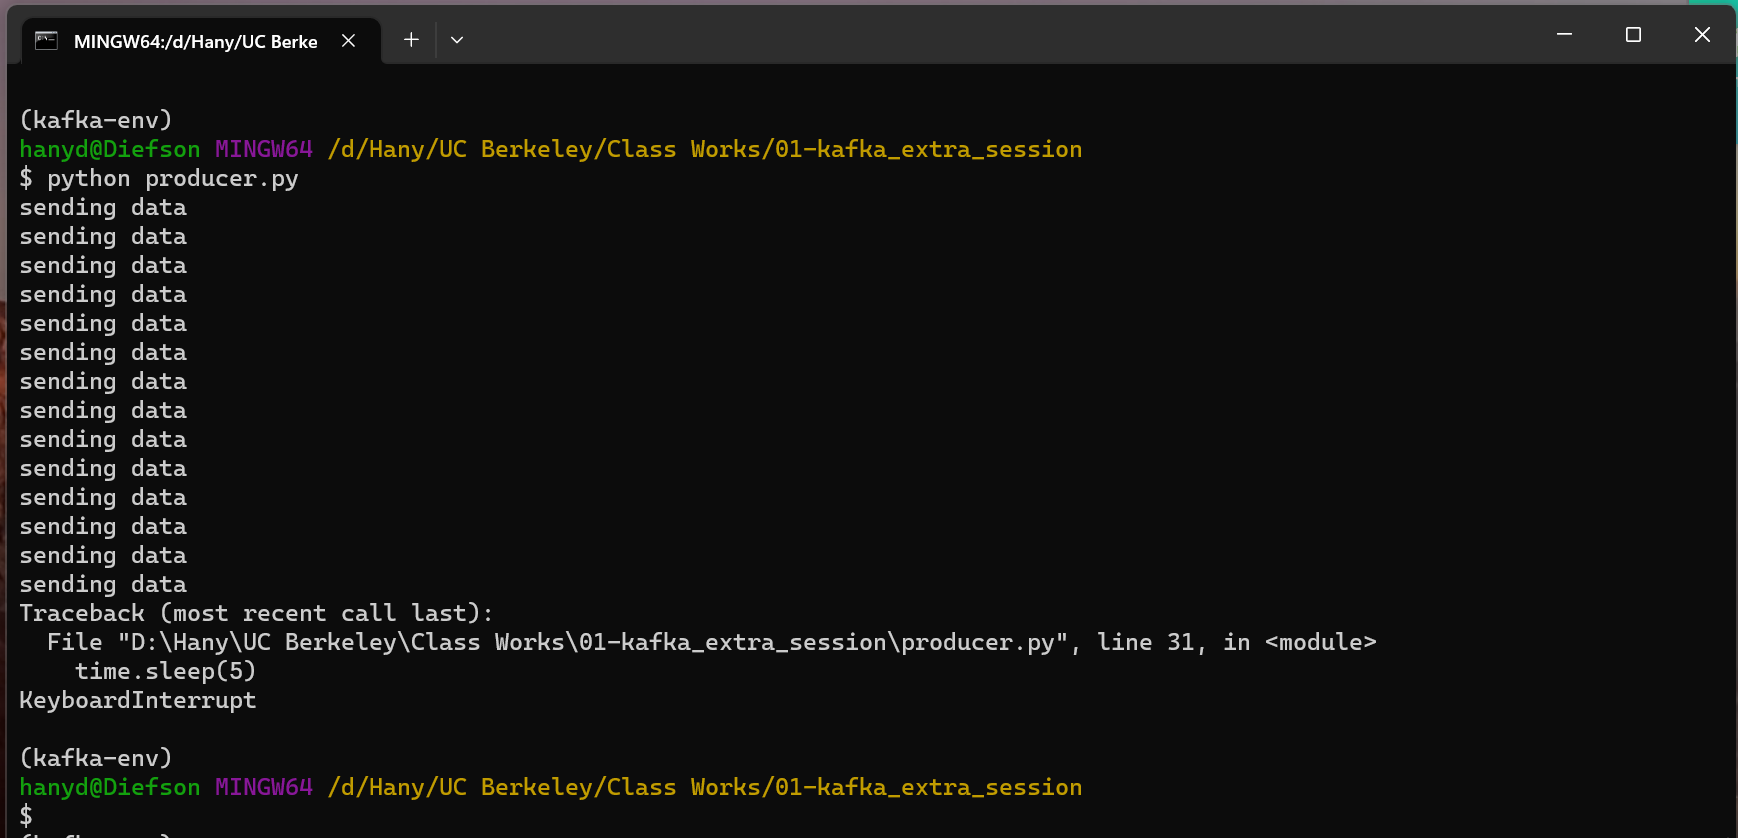 MINGW64:/d/Hany/UC Berke
(kafka-env)
hanyd@Diefson MINGW64 /d/Hany/UC Berkeley/Class Works/01-kafka_extra_session
$ python producer.py
sending data
sending data
sending data
sending data
sending data
sending data
sending data
sending data
sending data
sending data
sending data
sending data
sending data
sending data
Traceback (most recent call last):
  File "D:\Hany\UC Berkeley\Class Works\01-kafka_extra_session\producer.py", line 31, in <module>
    time.sleep(5)
KeyboardInterrupt
(kafka-env)
hanyd@Diefson MINGW64 /d/Hany/UC Berkeley/Class Works/01-kafka_extra_session
$